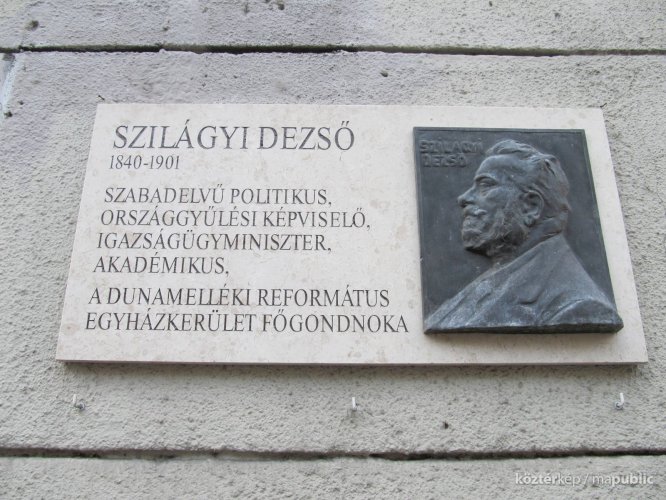 SZILÁGYI DEZSŐ
1840-1901
SZABADELVŰ POLITIKUS,
ORSZÁGGYŰLÉSI KÉPVISELŐ,
IGAZSÁGÜGYMINISZTER,
AKADÉMIKUS,
A DUNAMELLÉKI REFORMÁTUS
EGYHÁZKERÜLET FŐGONDNOKA
SZILÁGYI
DEZSŐ
köztérkép / mapublic